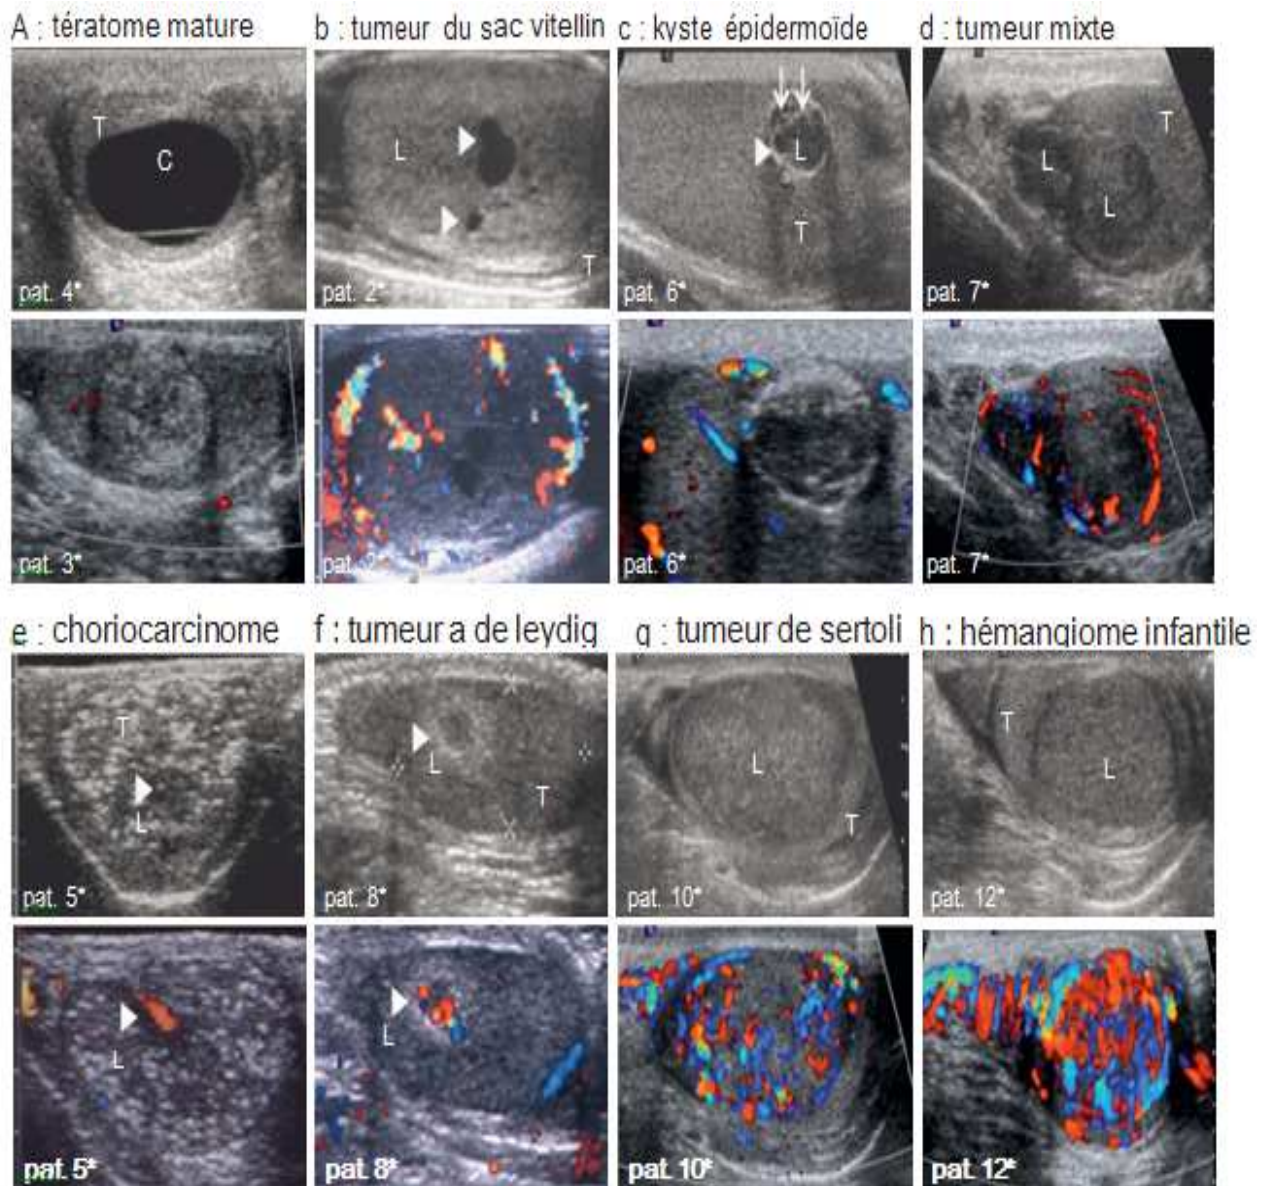 A : tératome mature
b : tumeur du sac vitellin
c : kyste épidermoïde
d : tumeur mixte
T
C
pat. 4*
L
T
pat. 2*
L
T
pat. 6*
L
L
T
pat. 7*
pat. 3*
pat. 2*
pat. 6*
pat. 7*
e : choriocarcinome
f : tumeur a de leydig
g : tumeur de sertoli
h : hémangiome infantile
T
L
pat. 5*
L
T
pat. 8*
L
T
pat. 10*
T
L
pat. 12*
L
pat. 5*
L
pat. 8*
pat. 10*
pat. 12*